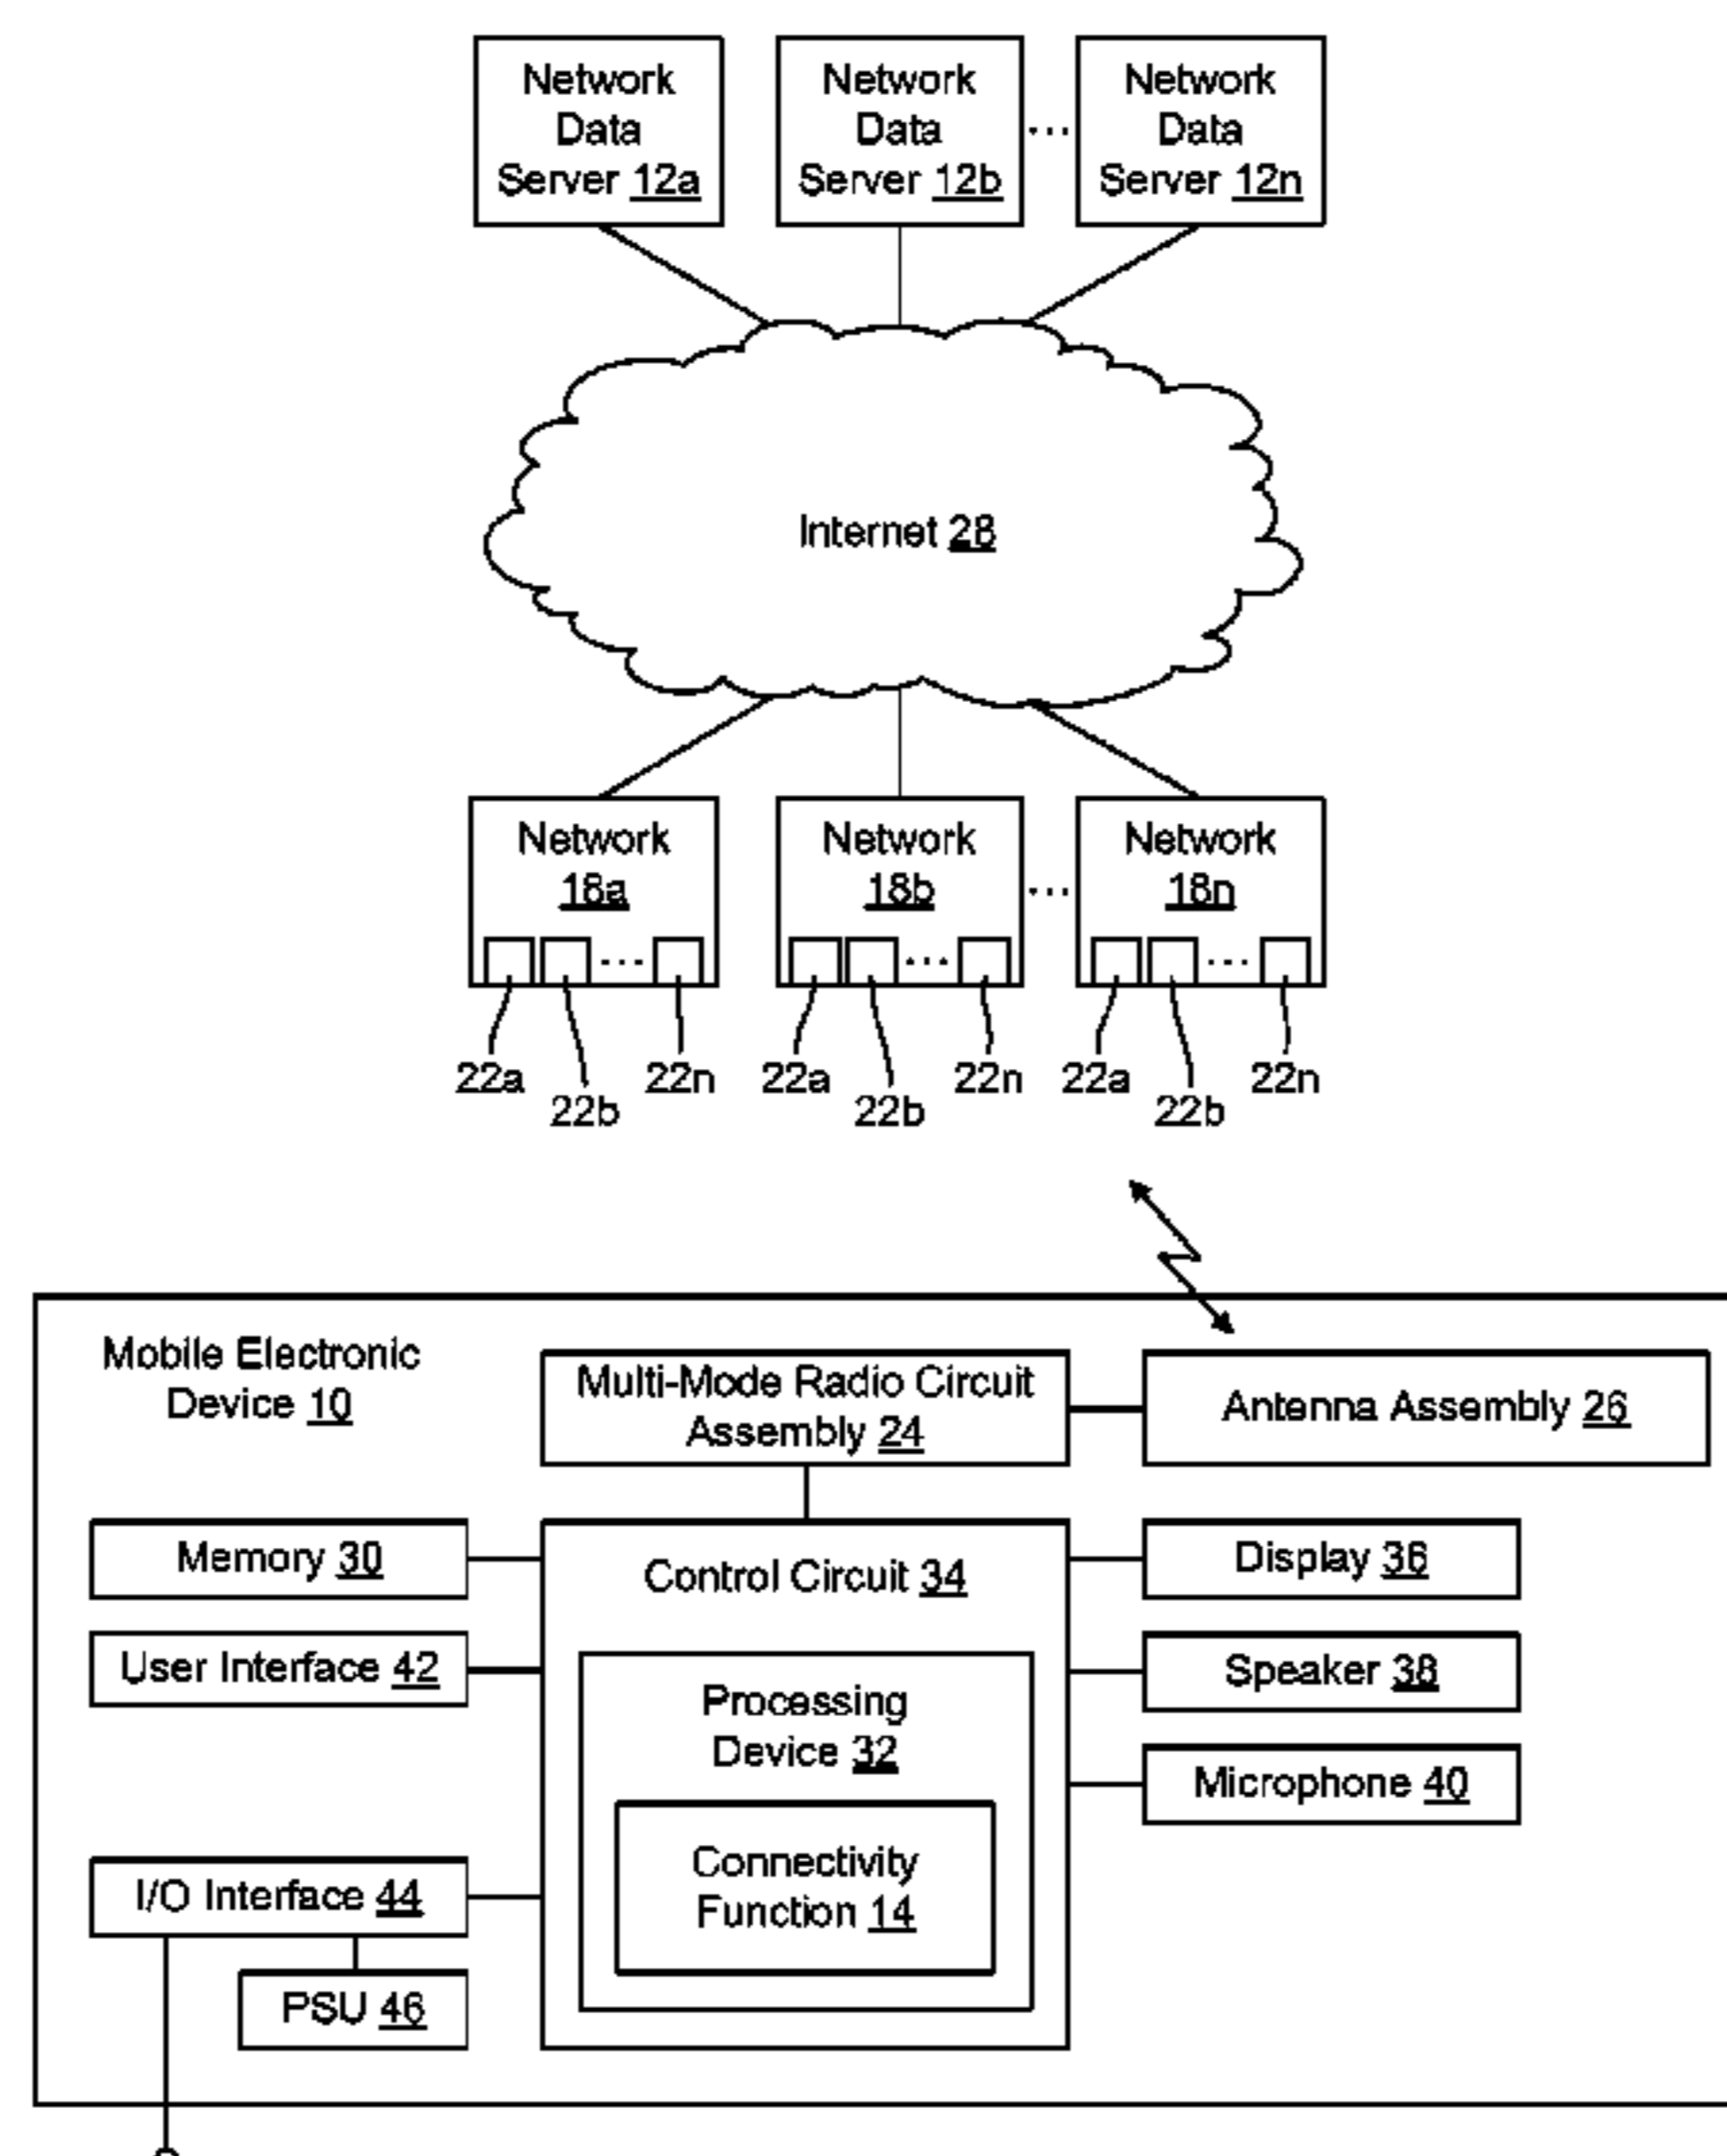 Network
Data
Server 12a
Network
Data
Server 12b
...
Network
Data
Server 12n
Internet 28
Network
18a
...
Network
18b
...
...
Network
18n
...
22a
22b
22n
22a
22b
22n
22a
22b
22n
Mobile Electronic
Device 10
Multi-Mode Radio Circuit
Assembly 24
Antenna Assembly 26
Memory 30
User Interface 42
I/O Interface 44
PSU 46
Control Circuit 34
Processing
Device 32
Connectivity
Function 14
Display 36
Speaker 38
Microphone 40